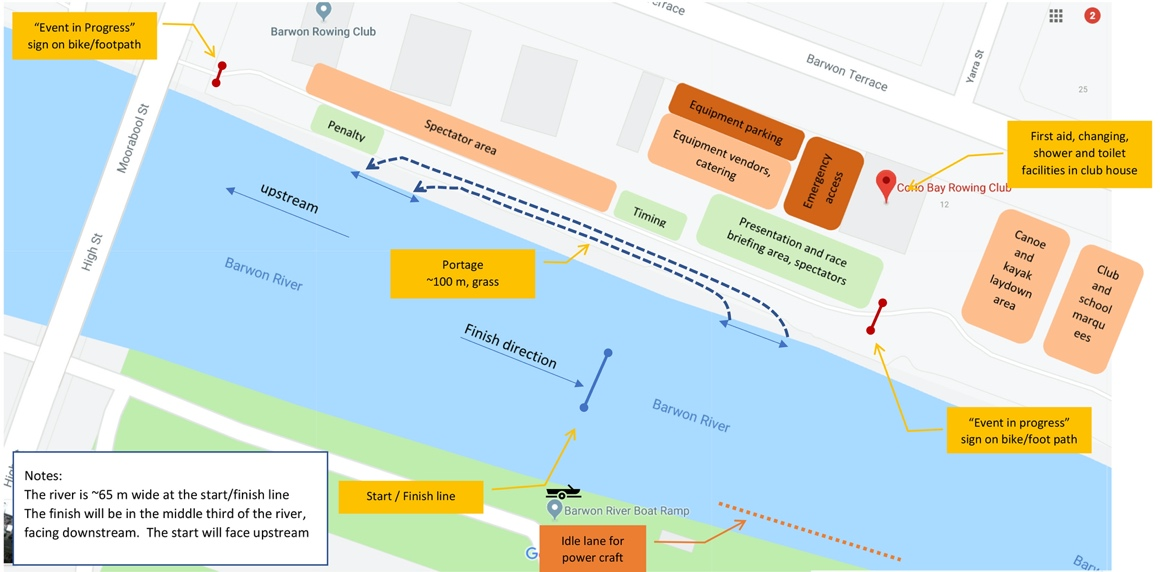 "Event in Progress"
sign on bike/footpath
Barwon Rowing Club
Terrace
2
Barwon Terrace
Yarra St
25
Moorabool St
Penalty
Spectator area
Equipment parking
Equipment vendors,
catering
Emergency
access
First aid, changing,
shower and toilet
facilities in club house
Corio Bay Rowing Club
12
upstream
Timing
Presentation and race
briefing area, spectators
Canoe
and
kayak
laydown
area
Club
and
school
marqu
ees
High St
Barwon River
Portage
~100 m, grass
Finish direction
Barwon River
"Event in progress"
sign on bike/foot path
Notes:
The river is ~65 m wide at the start/finish line
The finish will be in the middle third of the river,
facing downstream.  The start will face upstream
Start / Finish line
Barwon River Boat Ramp
Idle lane for
power craft